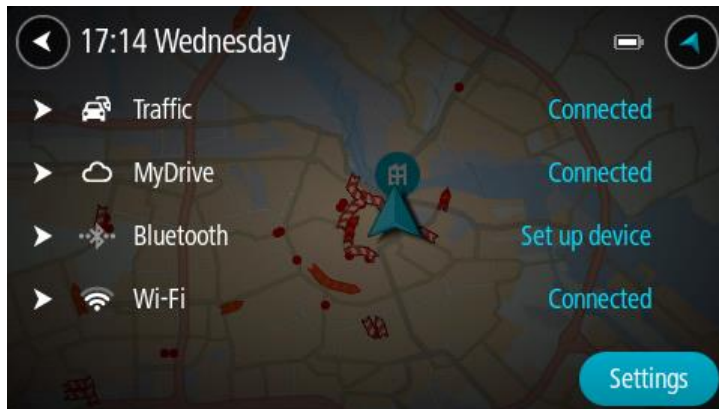 17:14 Wednesday
Traffic Connected
MyDrive Connected
Bluetooth Set up device
Wi-Fi Connected
Settings